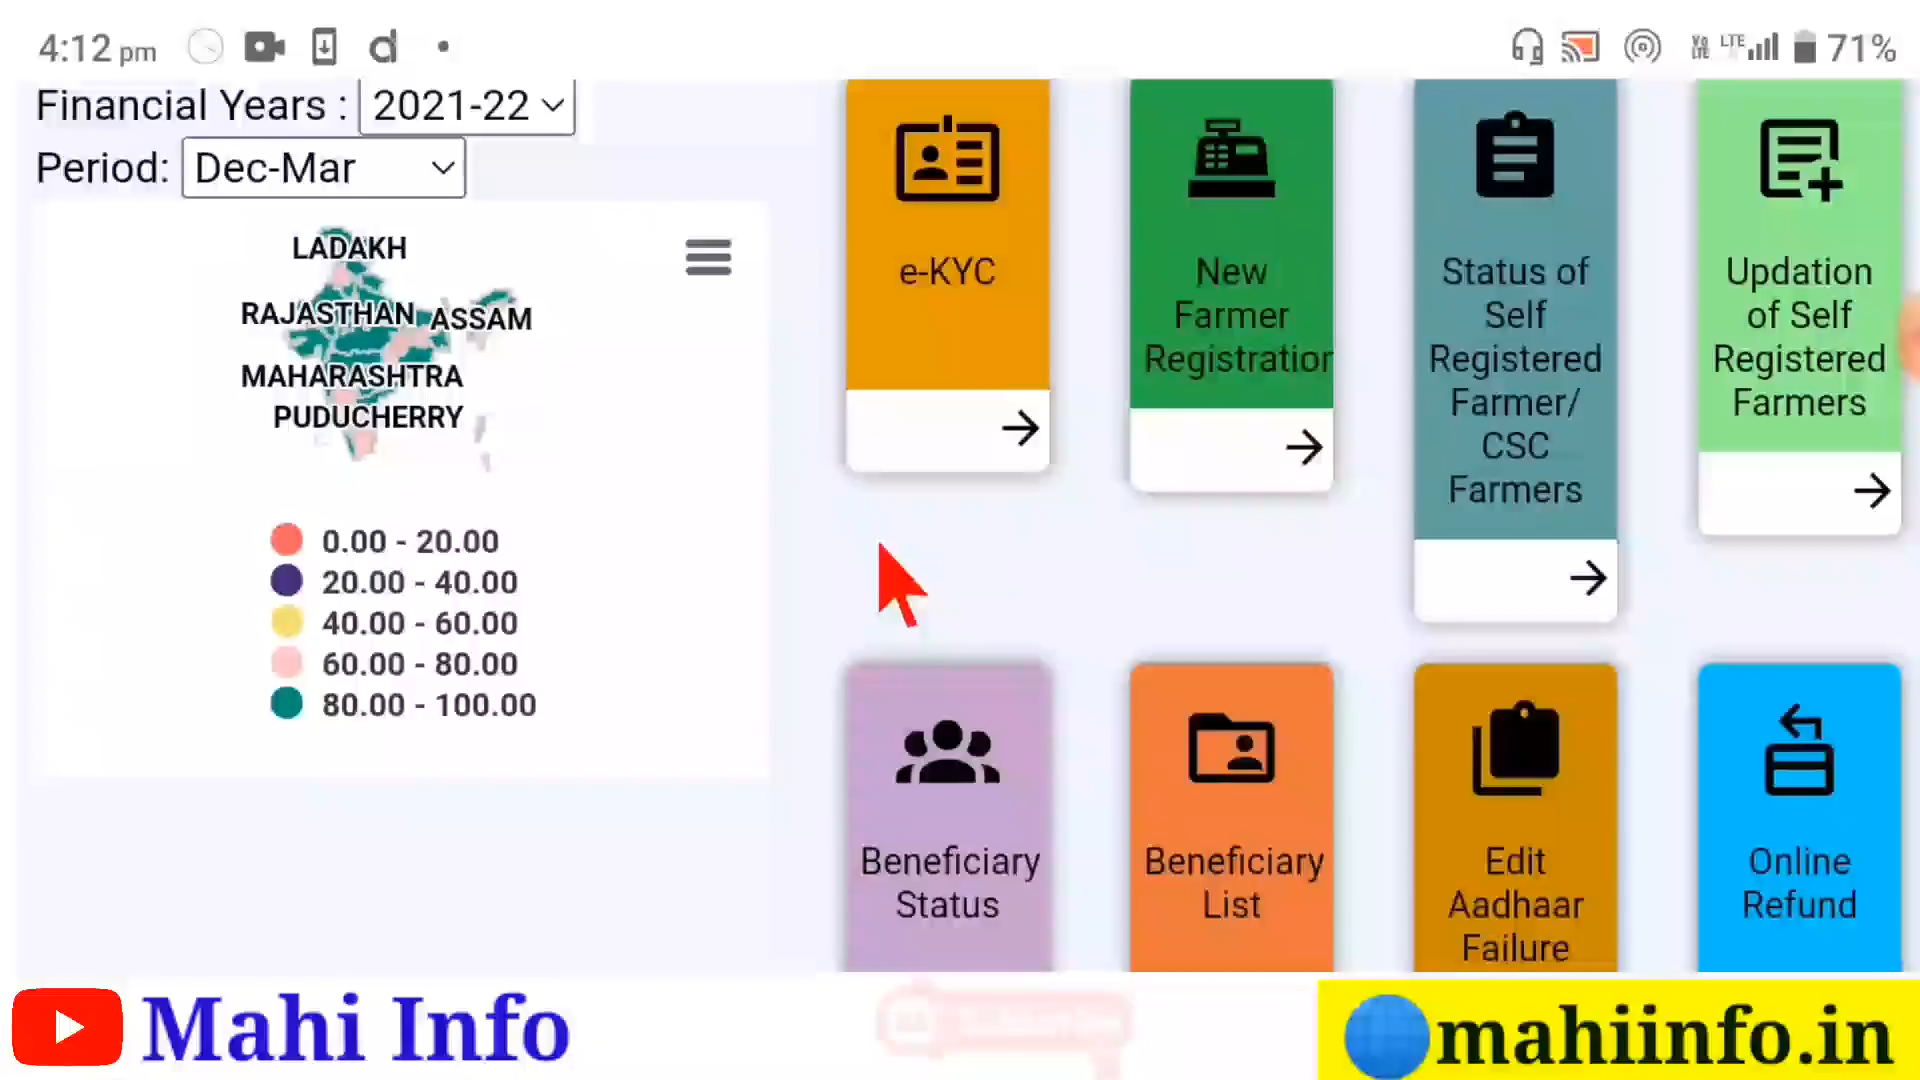 4:12 pm
VoLTE LTE 71%
Financial Years : 2021-22
Period: Dec-Mar
LADAKH
RAJASTHAN ASSAM
MAHARASHTRA
PUDUCHERRY
0.00 - 20.00
20.00 - 40.00
40.00 - 60.00
60.00 - 80.00
80.00 - 100.00
e-KYC
New
Farmer
Registration
Status of
Self
Registered
Farmer/
CSC
Farmers
Updation
of Self
Registered
Farmers
Beneficiary
Status
Beneficiary
List
Edit
Aadhaar
Failure
Online
Refund
Mahi Info
mahiinfo.in